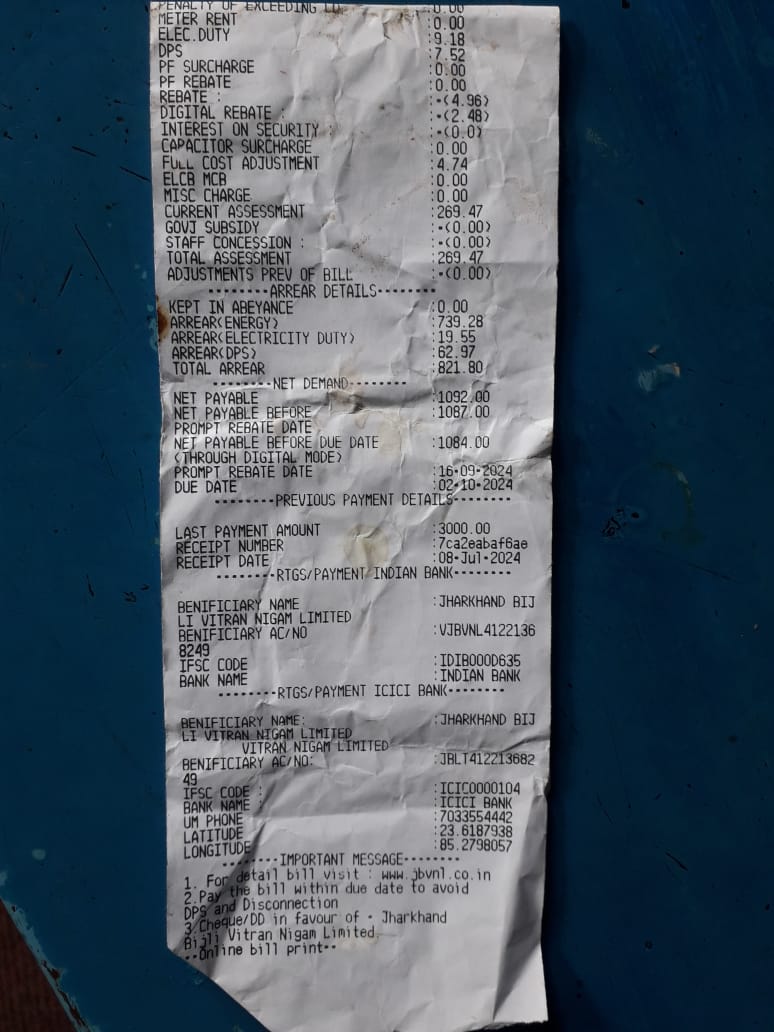 PENALTY OF EXCEEDING LD :0.00
METER RENT :0.00
ELEC.DUTY :9.18
DPS :7.52
PF SURCHARGE :0.00
PF REBATE :0.00
REBATE : :-(4.96)
DIGITAL REBATE : :-(2.48)
INTEREST ON SECURITY : :-(0.0)
CAPACITOR SURCHARGE :0.00
FULL COST ADJUSTMENT :4.74
ELCB MCB :0.00
MISC CHARGE :0.00
CURRENT ASSESSMENT :269.47
GOVJ SUBSIDY :-(0.00)
STAFF CONCESSION : :-(0.00)
TOTAL ASSESSMENT :269.47
ADJUSTMENTS PREV OF BILL :-(0.00)
--------ARREAR DETAILS--------
KEPT IN ABEYANCE :0.00
ARREAR(ENERGY) :739.28
ARREAR(ELECTRICITY DUTY) :19.55
ARREAR(DPS) :62.97
TOTAL ARREAR :821.80
--------NET DEMAND--------
NET PAYABLE :1092.00
NET PAYABLE BEFORE :1087.00
PROMPT REBATE DATE
NET PAYABLE BEFORE DUE DATE :1084.00
(THROUGH DIGITAL MODE)
PROMPT REBATE DATE :16-09-2024
DUE DATE :02-10-2024
--------PREVIOUS PAYMENT DETAILS--------
LAST PAYMENT AMOUNT :3000.00
RECEIPT NUMBER :7ca2eabaf6ae
RECEIPT DATE :08-Jul-2024
--------RTGS/PAYMENT INDIAN BANK--------
BENIFICIARY NAME :JHARKHAND BIJ
LI VITRAN NIGAM LIMITED
BENIFICIARY AC/NO :VJBVNL4122136
8249
IFSC CODE :IDIB000D635
BANK NAME :INDIAN BANK
--------RTGS/PAYMENT ICICI BANK--------
BENIFICIARY NAME: :JHARKHAND BIJ
LI VITRAN NIGAM LIMITED
VITRAN NIGAM LIMITED
BENIFICIARY AC/NO: :JBLT412213682
49
IFSC CODE : :ICIC0000104
BANK NAME : :ICICI BANK
UM PHONE :7033554442
LATITUDE :23.6187938
LONGITUDE :85.2798057
--------IMPORTANT MESSAGE--------
1. For detail bill visit : www.jbvnl.co.in
2.Pay the bill within due date to avoid
DPS and Disconnection
3.Cheque/DD in favour of - Jharkhand
Bijli Vitran Nigam Limited
--Online bill print--